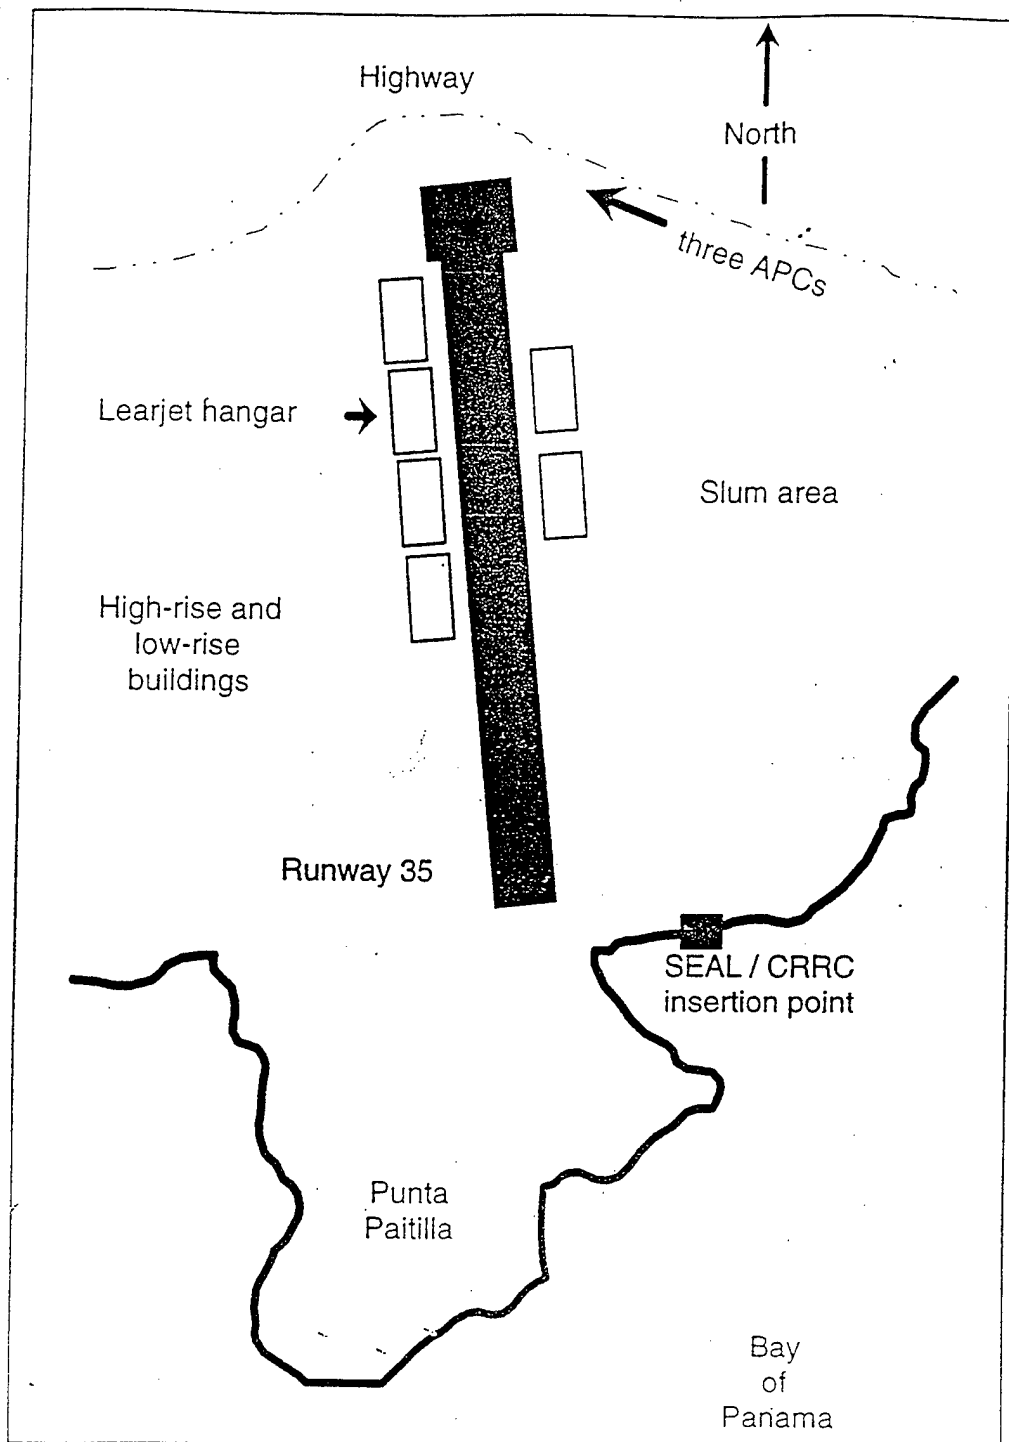 Highway
North
three APCs
Learjet hangar
Slum area
High-rise and
low-rise
buildings
Runway 35
SEAL / CRRC
insertion point
Punta
Paitilla
Bay
of
Panama